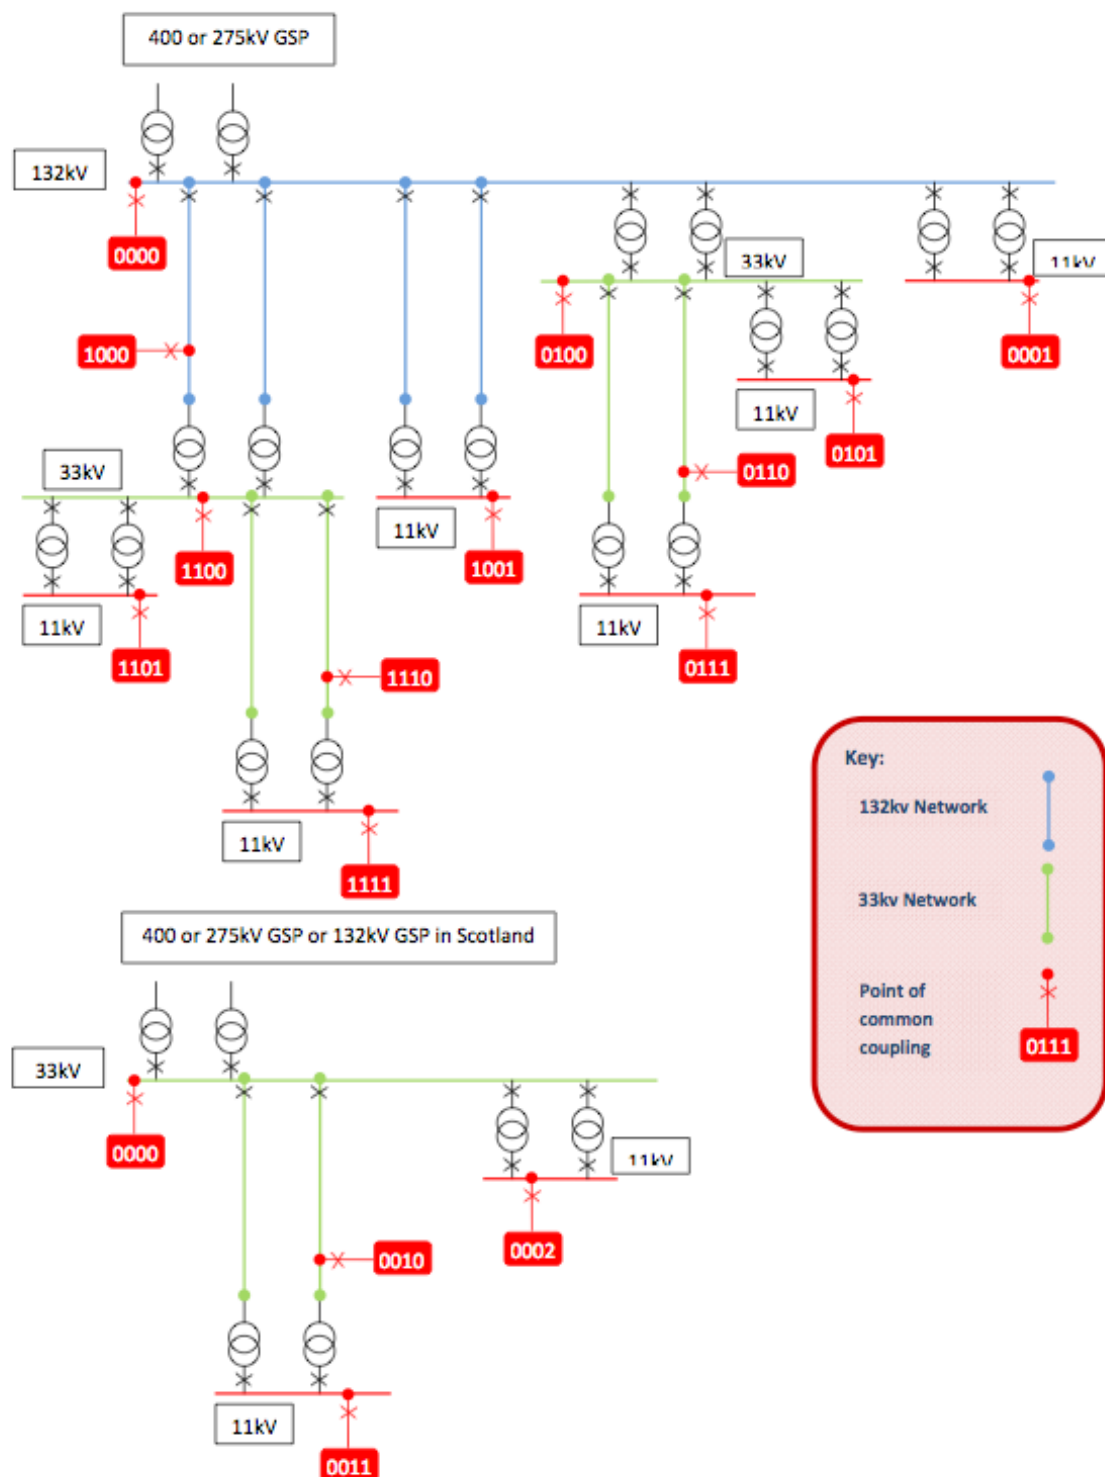 400 or 275kV GSP
132kV
0000
1000
33kV
11kV
0100
0001
11kV
0101
0110
33kV
11kV
1001
1100
11kV
1101
11kV
0111
1110
11kV
1111
Key:
132kv Network
33kv Network
Point of
common
coupling
0111
400 or 275kV GSP or 132kV GSP in Scotland
33kV
0000
11kV
0002
0010
11kV
0011